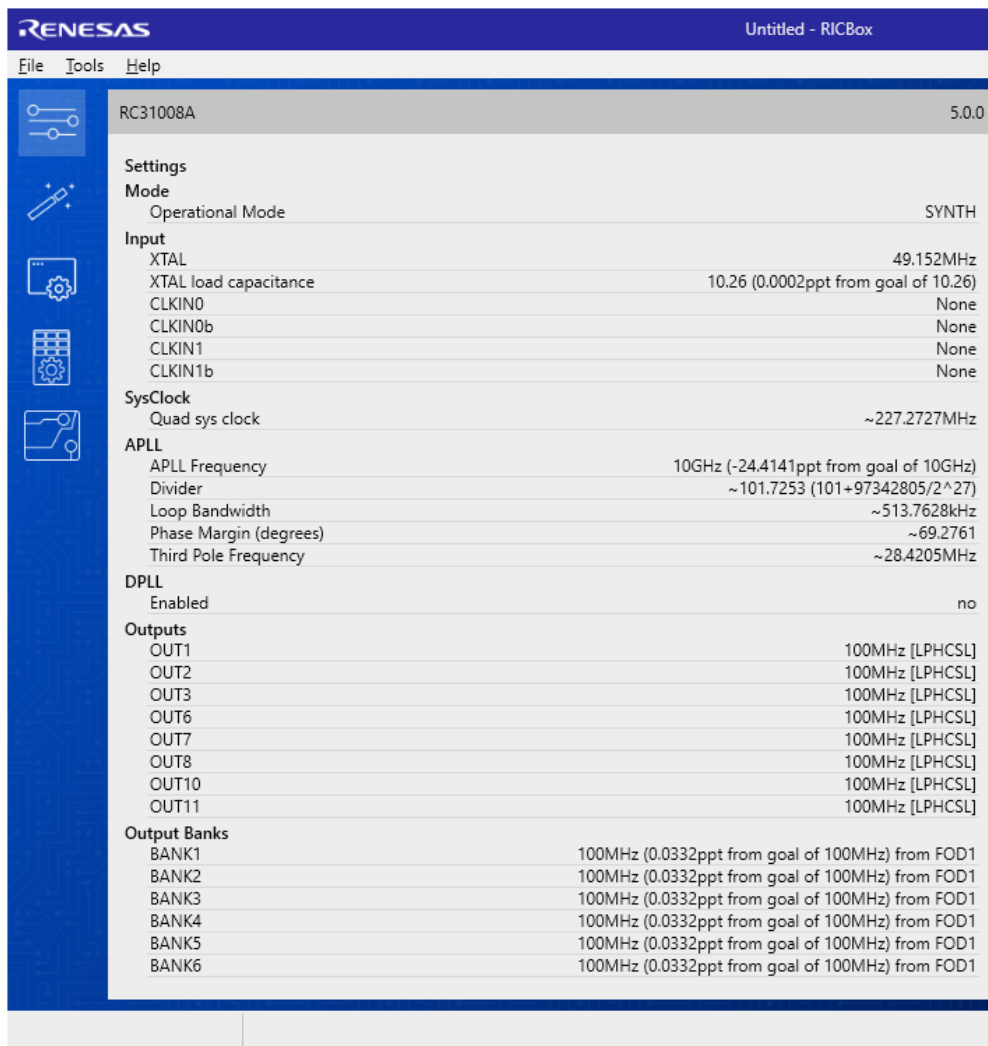 RENESAS Untitled - RICBox
File Tools Help
RC31008A 5.0.0
Settings
Mode
Operational Mode SYNTH
Input
XTAL 49.152MHz
XTAL load capacitance 10.26 (0.0002ppt from goal of 10.26)
CLKIN0 None
CLKIN0b None
CLKIN1 None
CLKIN1b None
SysClock
Quad sys clock ~227.2727MHz
APLL
APLL Frequency 10GHz (-24.4141ppt from goal of 10GHz)
Divider ~101.7253 (101+97342805/2^27)
Loop Bandwidth ~513.7628kHz
Phase Margin (degrees) ~69.2761
Third Pole Frequency ~28.4205MHz
DPLL
Enabled no
Outputs
OUT1 100MHz [LPHCSL]
OUT2 100MHz [LPHCSL]
OUT3 100MHz [LPHCSL]
OUT6 100MHz [LPHCSL]
OUT7 100MHz [LPHCSL]
OUT8 100MHz [LPHCSL]
OUT10 100MHz [LPHCSL]
OUT11 100MHz [LPHCSL]
Output Banks
BANK1 100MHz (0.0332ppt from goal of 100MHz) from FOD1
BANK2 100MHz (0.0332ppt from goal of 100MHz) from FOD1
BANK3 100MHz (0.0332ppt from goal of 100MHz) from FOD1
BANK4 100MHz (0.0332ppt from goal of 100MHz) from FOD1
BANK5 100MHz (0.0332ppt from goal of 100MHz) from FOD1
BANK6 100MHz (0.0332ppt from goal of 100MHz) from FOD1